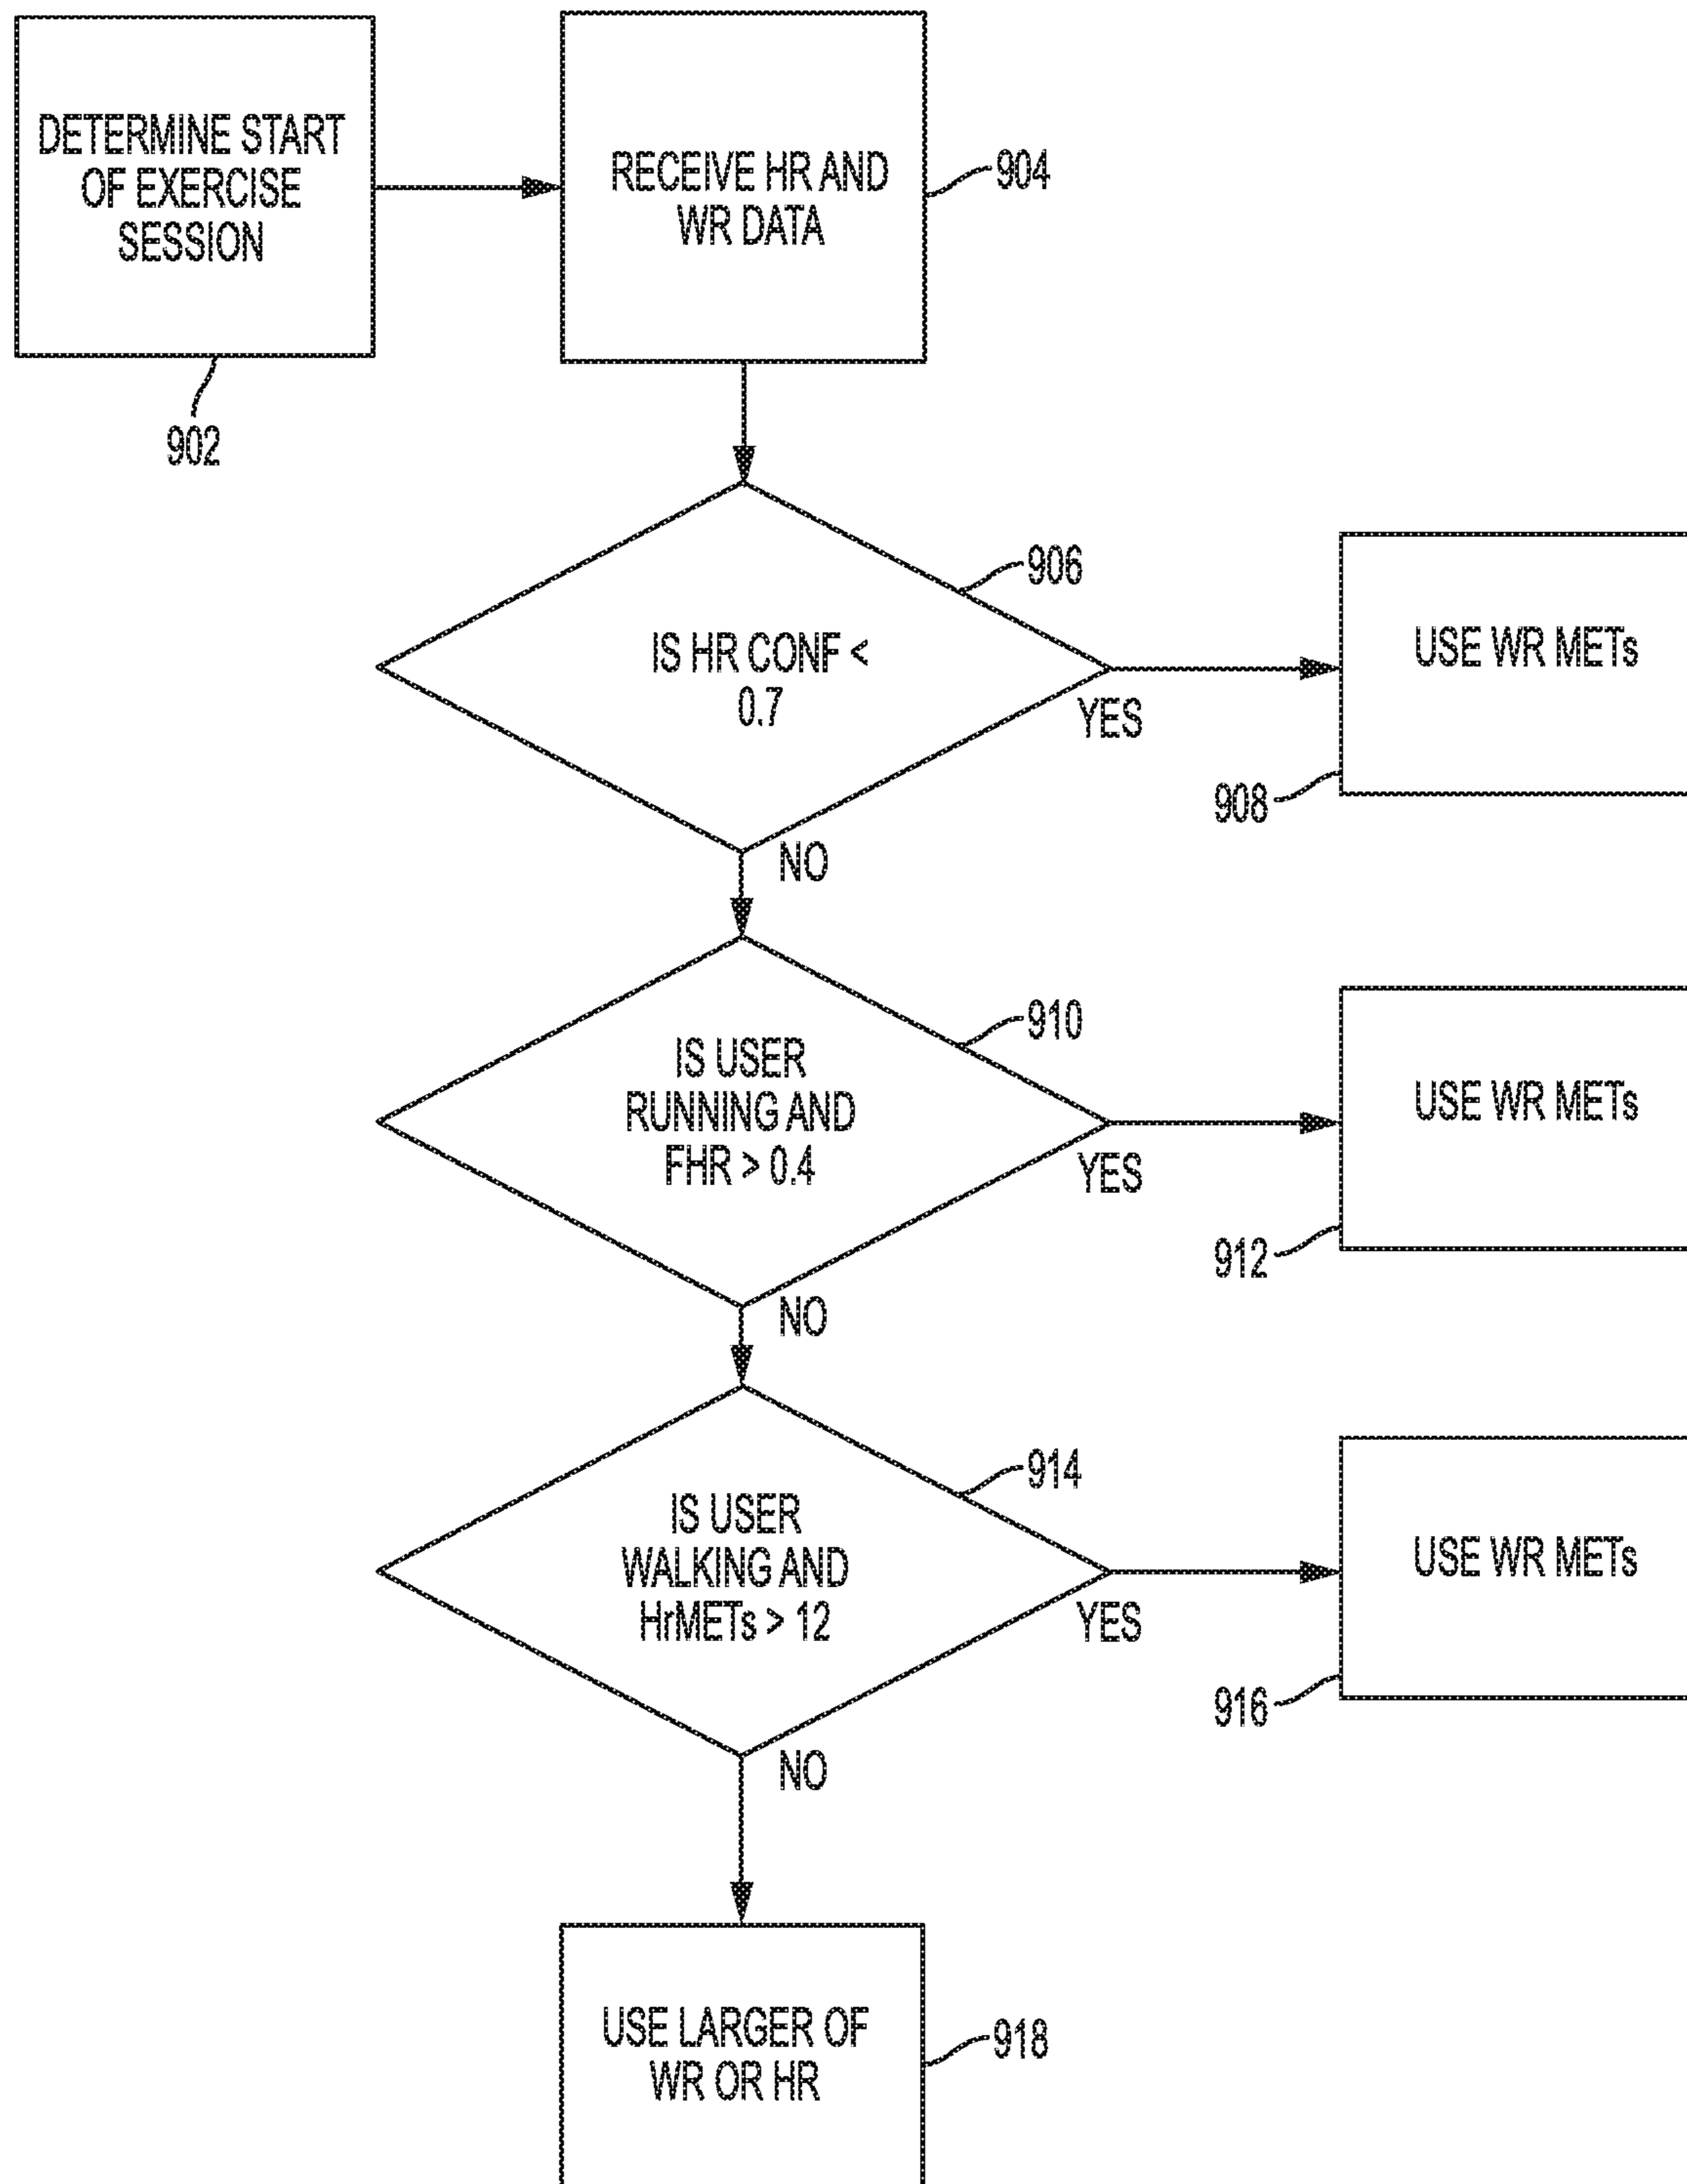 DETERMINE START
OF EXERCISE
SESSION
902
RECEIVE HR AND
WR DATA
904
IS HR CONF <
0.7
906
YES
NO
USE WR METs
908
IS USER
RUNNING AND
FHR > 0.4
910
YES
NO
USE WR METs
912
IS USER
WALKING AND
HrMETs > 12
914
YES
NO
USE WR METs
916
USE LARGER OF
WR OR HR
918